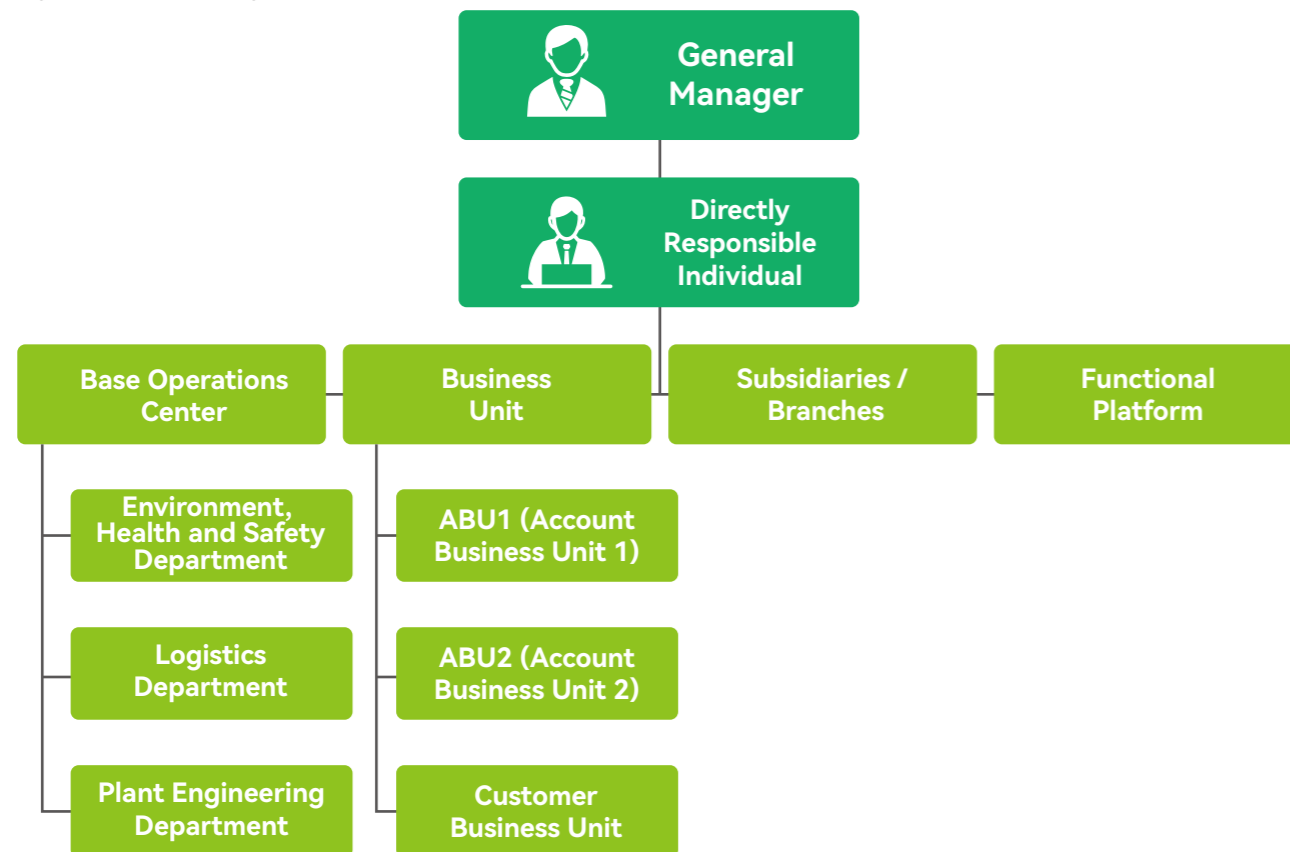 General
Manager
Directly
Responsible
Individual
Base Operations
Center
Business
Unit
Subsidiaries /
Branches
Functional
Platform
Environment,
Health and Safety
Department
ABU1 (Account
Business Unit 1)
Logistics
Department
ABU2 (Account
Business Unit 2)
Plant Engineering
Department
Customer
Business Unit